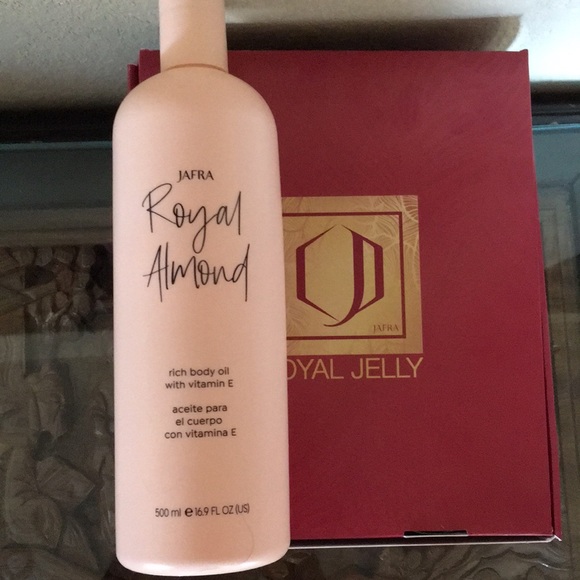 JAFRA
Royal
Almond
rich body oil
with vitamin E
aceite para
el cuerpo
con vitamina E
500 ml e 16.9 FL OZ (US)
JAFRA
OYAL JELLY